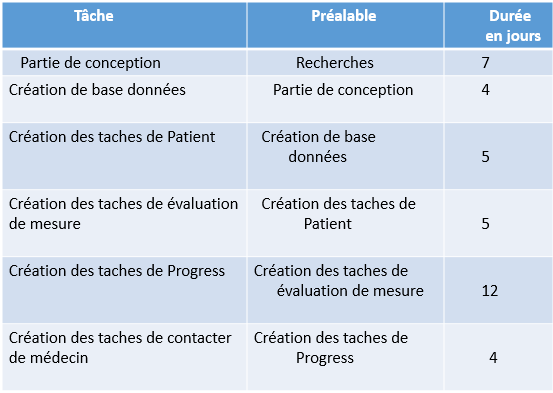 Tâche Préalable Durée
en jours
Partie de conception Recherches 7
Création de base données Partie de conception 4
Création des taches de Patient Création de base
données 5
Création des taches de évaluation Création des taches de
de mesure Patient 5
Création des taches de Progress Création des taches de
évaluation de mesure 12
Création des taches de contacter Création des taches de
de médecin Progress 4